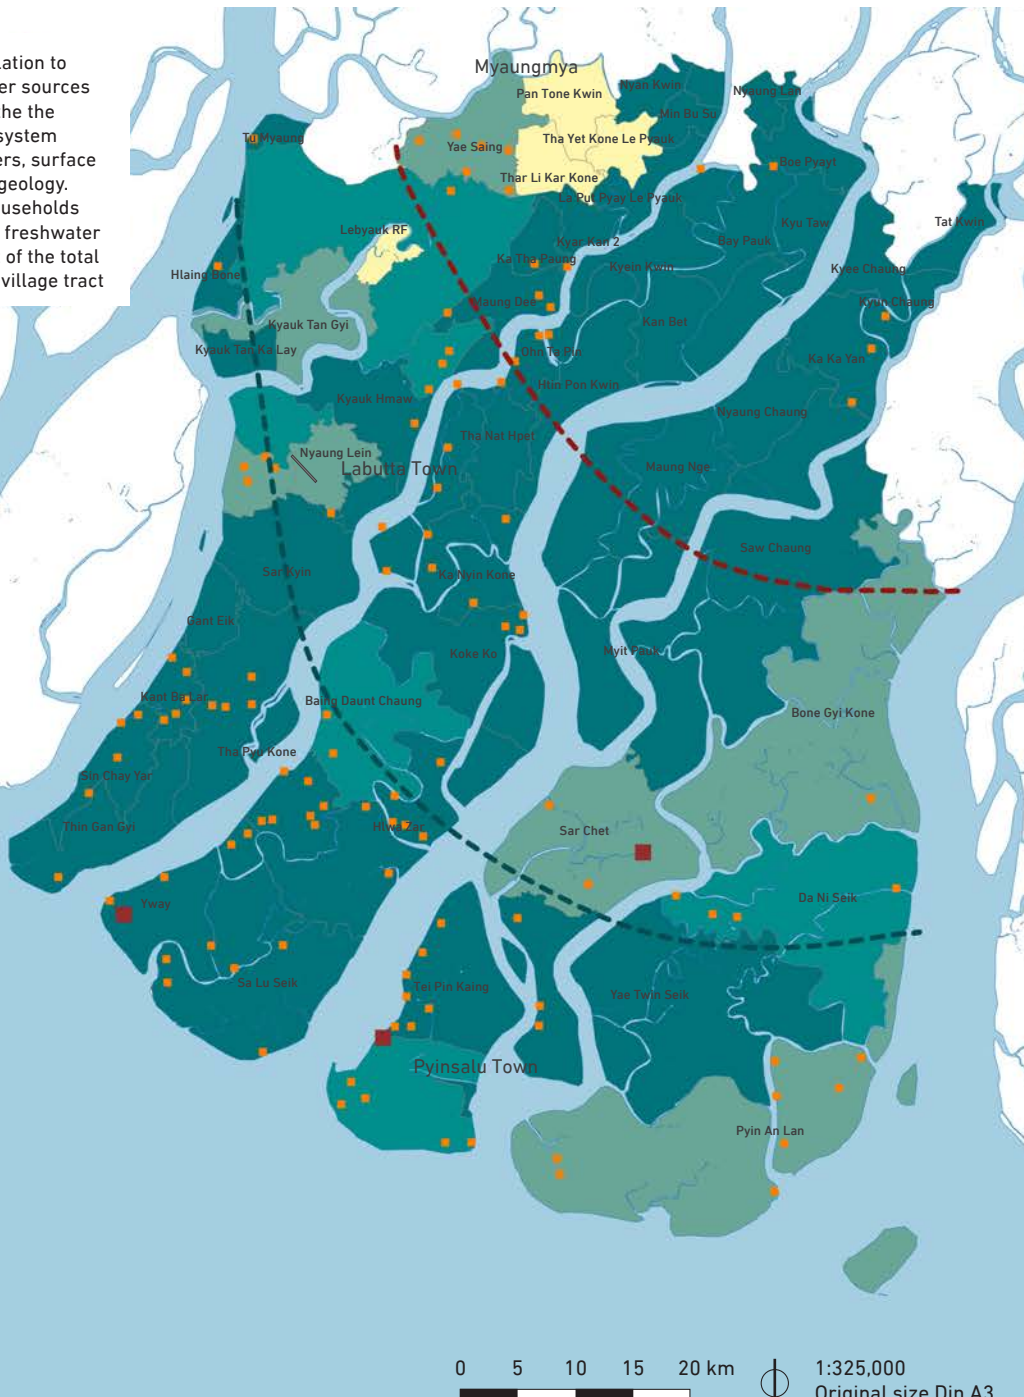 lation to
er sources
the the
system
ers, surface
geology.
useholds
freshwater
of the total
village tract
Myaungmya
Pan Tone Kwin
Nyan Kwin
Nyaung Lan
Min Bu Su
Tu Myaung
Yae Saing
Tha Yet Kone Le Pyauk
Boe Pyayt
Thar Li Kar Kone
La Put Pyay Le Pyauk
Lebyauk RF
Kyar Kan 2
Bay Pauk
Kyu Taw
Tat Kwin
Hlaing Bone
Ka Tha Paung
Kyein Kwin
Kyee Chaung
Maung Dee
Kyun Chaung
Kyauk Tan Gyi
Kan Bet
Kyauk Tan Ka Lay
Ohn Ta Pin
Ka Ka Yan
Kyauk Hmaw
Htin Pon Kwin
Nyaung Chaung
Tha Nat Hpet
Nyaung Lein
Labutta Town
Maung Nge
Saw Chaung
Sar Kyin
Ka Nyin Kone
Gant Eik
Koke Ko
Myit Pauk
Kant Ba Lar
Baing Daunt Chaung
Bone Gyi Kone
Tha Pyu Kone
Sin Chay Yar
Thin Gan Gyi
Hlwa Zar
Sar Chet
Yway
Da Ni Seik
Sa Lu Seik
Tei Pin Kaing
Yae Twin Seik
Pyinsalu Town
Pyin An Lan
0 5 10 15 20 km
1:325,000
Original size Din A3